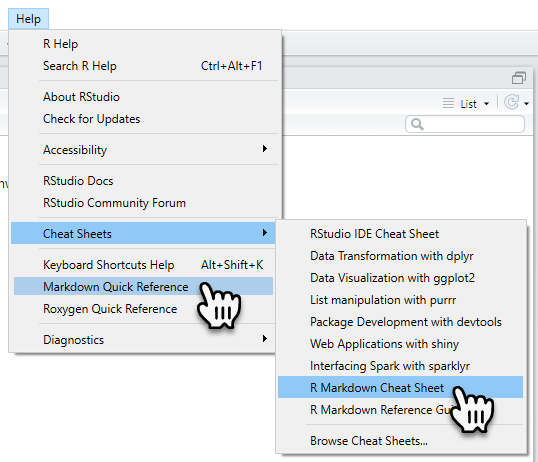 Help
R Help
Search R Help Ctrl+Alt+F1
About RStudio
Check for Updates
List
Accessibility
RStudio Docs
RStudio Community Forum
Cheat Sheets
Keyboard Shortcuts Help Alt+Shift+K
Markdown Quick Reference
Roxygen Quick Reference
Diagnostics
RStudio IDE Cheat Sheet
Data Transformation with dplyr
Data Visualization with ggplot2
List manipulation with purrr
Package Development with devtools
Web Applications with shiny
Interfacing Spark with sparklyr
R Markdown Cheat Sheet
R Markdown Reference
Browse Cheat Sheets...